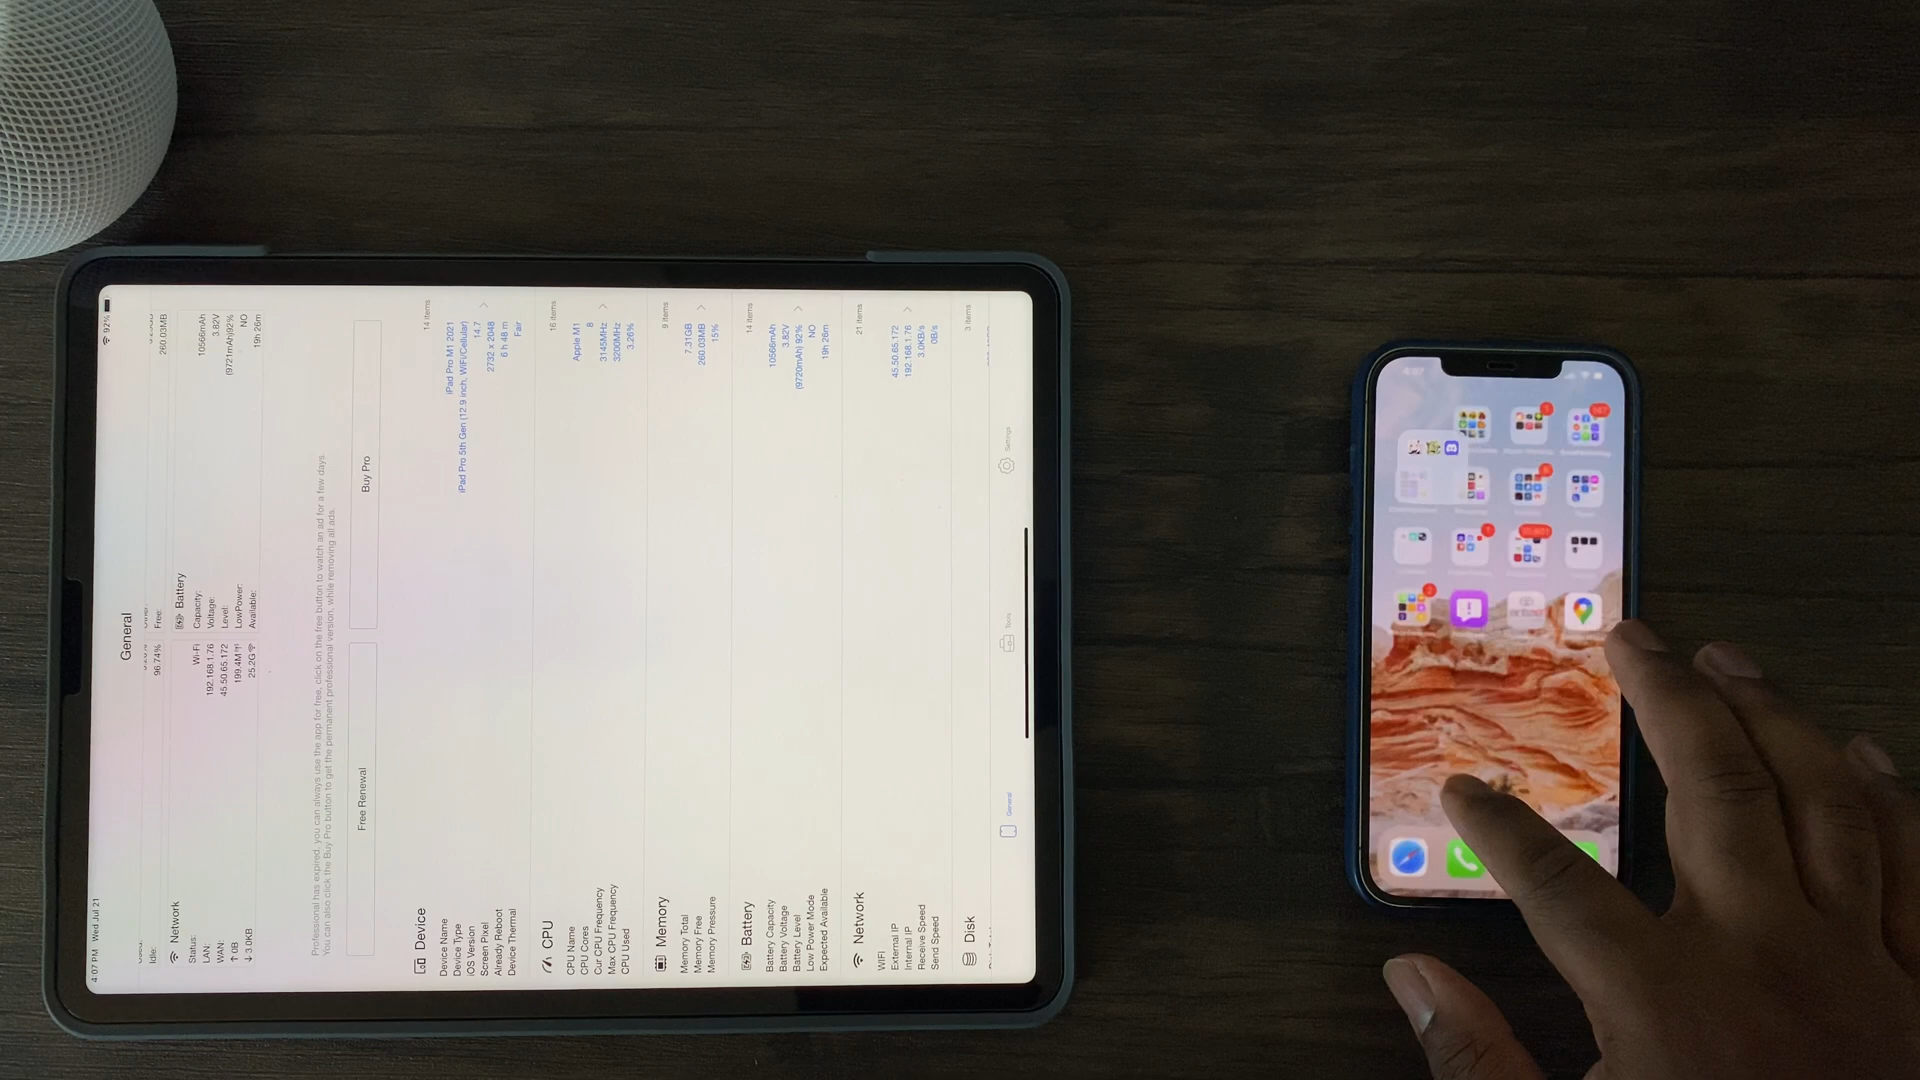 4:07 PM Wed Jul 21
92%
General
Idle: 96.74%
Free: 260.03MB
Network
Status: Wi-Fi
LAN: 192.168.1.76
WAN: 45.50.65.172
↑ 0B 199.4M
↓ 3.0KB 25.2G
Battery
Capacity: 10566mAh
Voltage: 3.82V
Level: (9721mAh)92%
LowPower: NO
Available: 19h 26m
Professional has expired, you can always use the app for free, click on the free button to watch an ad for a few days.
You can also click the Buy Pro button to get the permanent professional version, while removing all ads.
Free Renewal
Buy Pro
Device 14 items
Device Name iPad Pro M1 2021
Device Type iPad Pro 5th Gen (12.9 inch, WiFi/Cellular)
iOS Version 14.7
Screen Pixel 2732 x 2048
Already Reboot 6 h 48 m
Device Thermal Fair
CPU 16 items
CPU Name Apple M1
CPU Cores 8
Cur CPU Frequency 3145MHz
Max CPU Frequency 3200MHz
CPU Used 3.26%
Memory 9 items
Memory Total 7.31GB
Memory Free 260.03MB
Memory Pressure 15%
Battery 14 items
Battery Capacity 10566mAh
Battery Voltage 3.82V
Battery Level (9720mAh) 92%
Low Power Mode NO
Expected Available 19h 26m
Network 21 items
WIFI
External IP 45.50.65.172
Internal IP 192.168.1.76
Receive Speed 3.0KB/s
Send Speed 0B/s
Disk 3 items
General
Tools
Settings